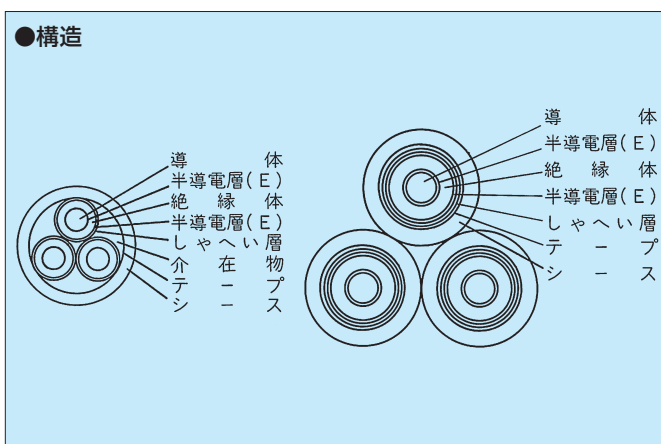 ●構造
導体
半導電層(E)
絶縁体
半導電層(E)
しゃへい層
介在物
テープ
シース
導体
半導電層(E)
絶縁体
半導電層(E)
しゃへい層
テープ
シース